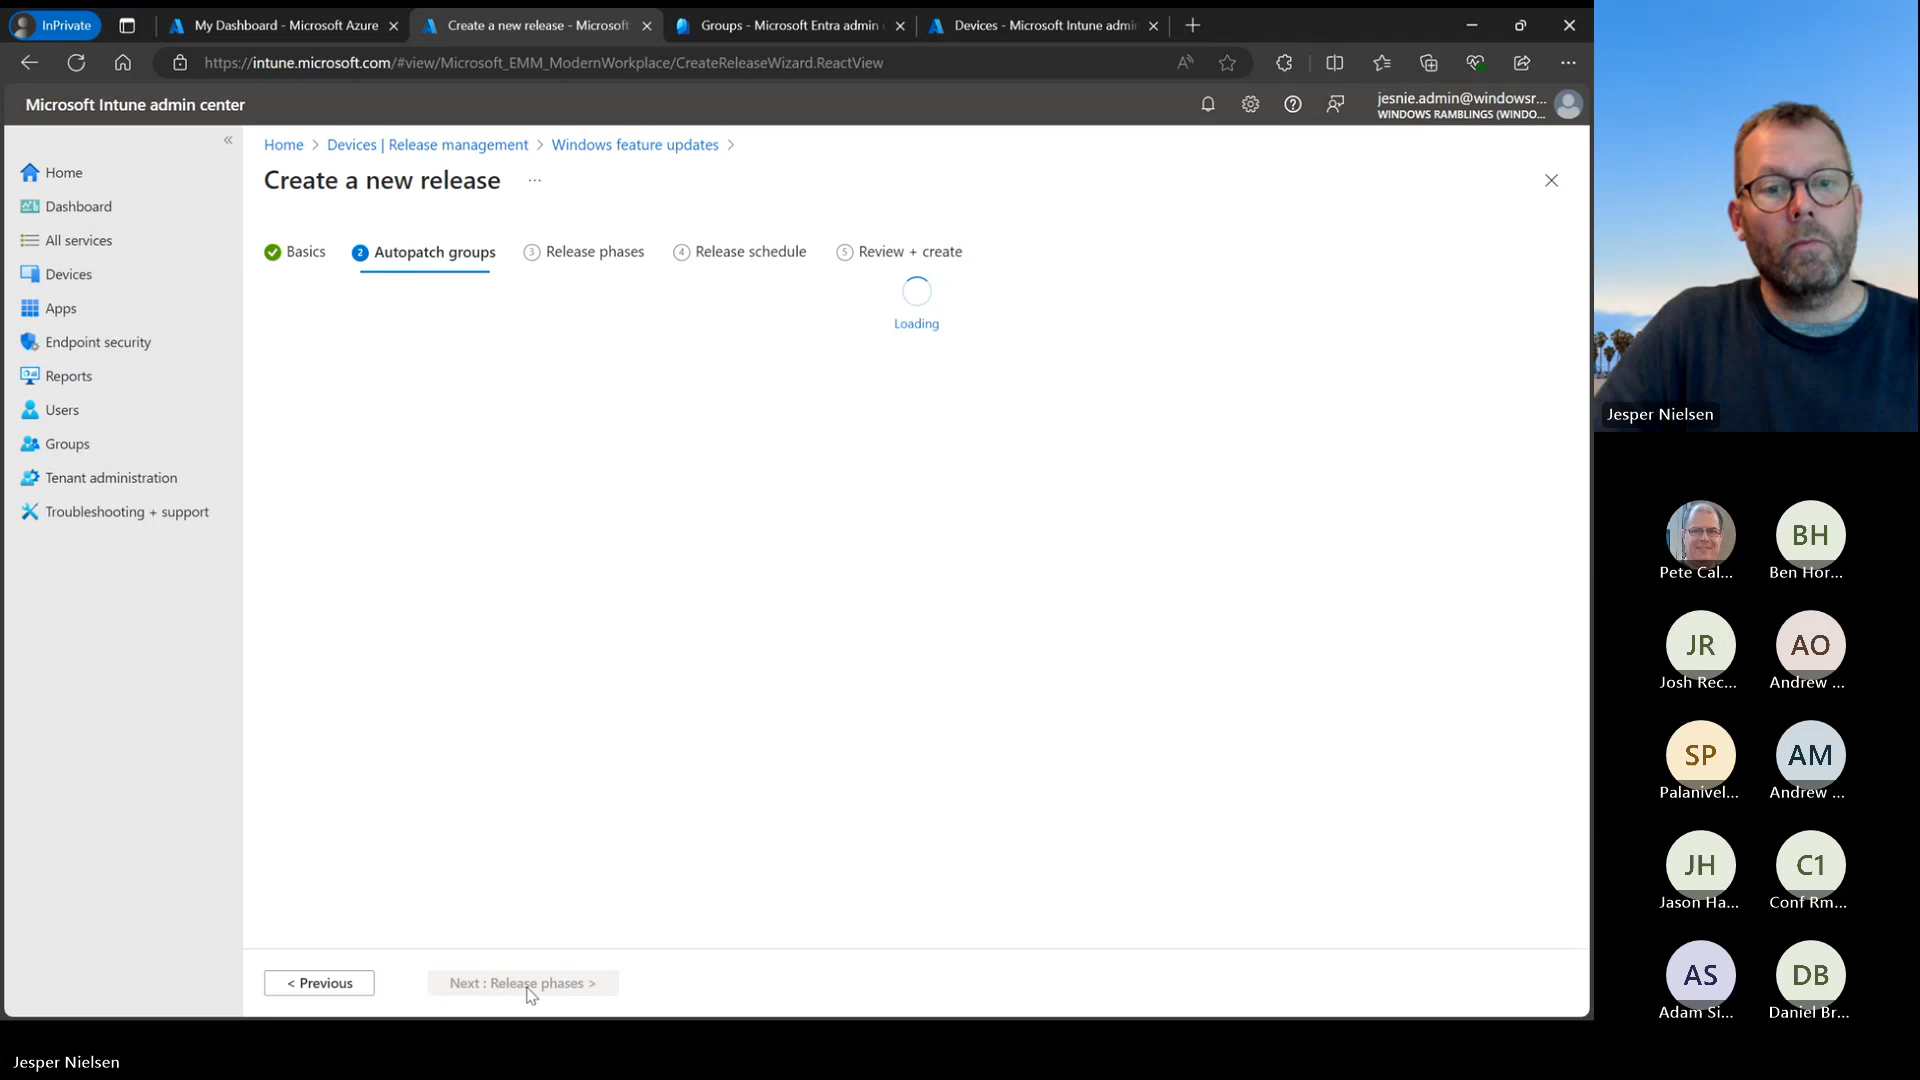 InPrivate
My Dashboard - Microsoft Azure
Create a new release - Microsoft
Groups - Microsoft Entra admin
Devices - Microsoft Intune admin
https://intune.microsoft.com/#view/Microsoft_EMM_ModernWorkplace/CreateReleaseWizard.ReactView
Microsoft Intune admin center
jesnie.admin@windowsr...
WINDOWS RAMBLINGS (WINDO...
Home
Dashboard
All services
Devices
Apps
Endpoint security
Reports
Users
Groups
Tenant administration
Troubleshooting + support
Home > Devices | Release management > Windows feature updates >
Create a new release ...
Basics
2 Autopatch groups
3 Release phases
4 Release schedule
5 Review + create
Loading
< Previous
Next : Release phases >
Jesper Nielsen
Pete Cal...
BH
Ben Hor...
JR
Josh Rec...
AO
Andrew ...
SP
Palanivel...
AM
Andrew ...
JH
Jason Ha...
C1
Conf Rm...
AS
Adam Si...
DB
Daniel Br...
Jesper Nielsen